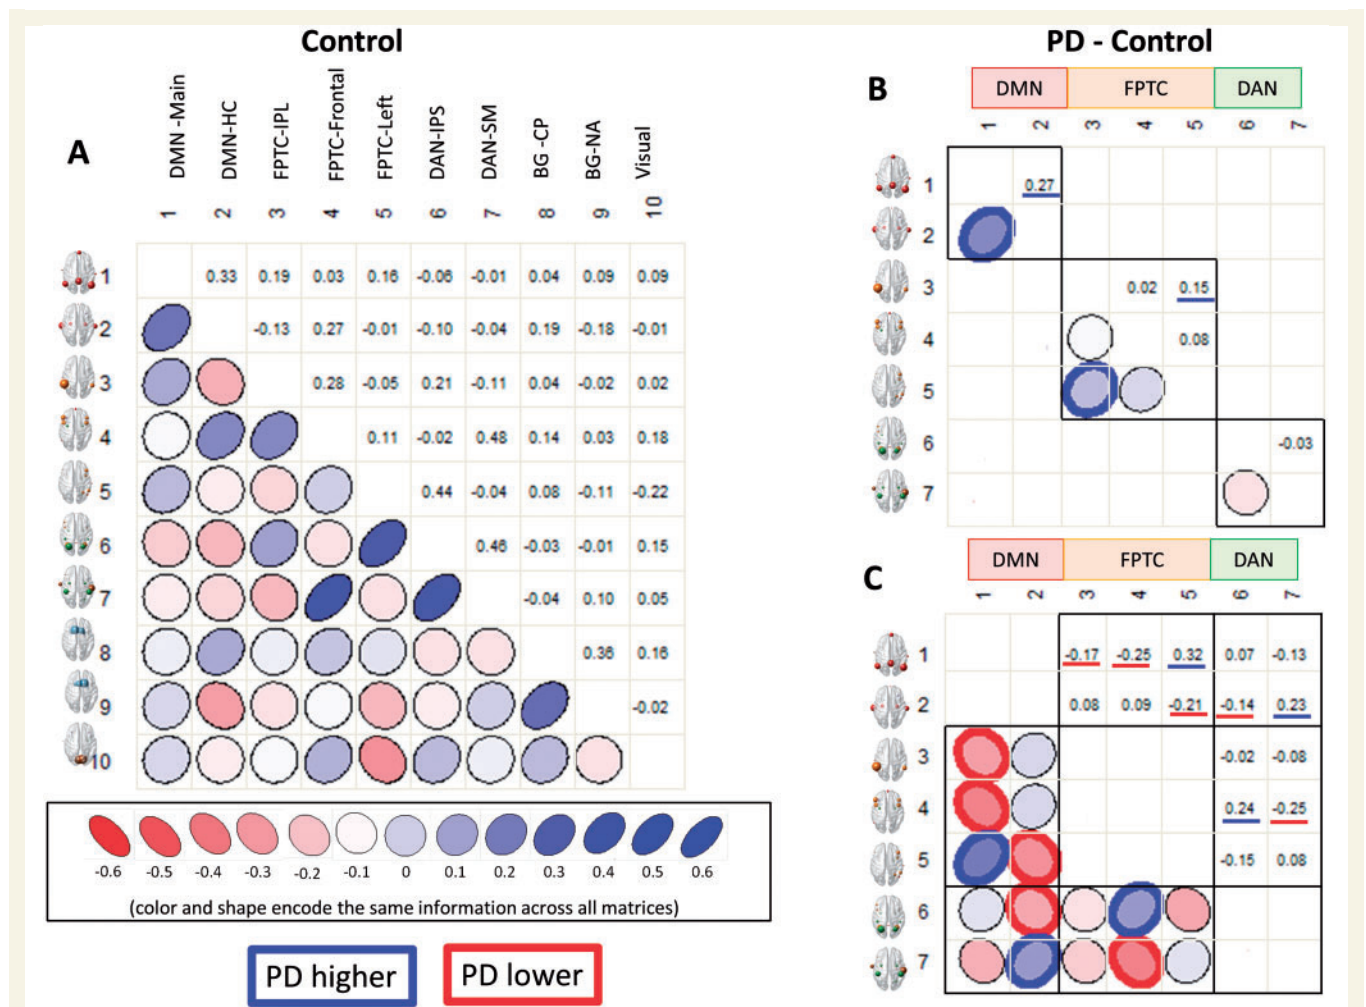 Control
PD - Control
A
DMN -Main
DMN-HC
FPTC-IPL
FPTC-Frontal
FPTC-Left
DAN-IPS
DAN-SM
BG -CP
BG-NA
Visual
1 2 3 4 5 6 7 8 9 10
1 0.33 0.19 0.03 0.16 -0.06 -0.01 0.04 0.09 0.09
2 -0.13 0.27 -0.01 -0.10 -0.04 0.19 -0.18 -0.01
3 0.28 -0.05 0.21 -0.11 0.04 -0.02 0.02
4 0.11 -0.02 0.48 0.14 0.03 0.18
5 0.44 -0.04 0.08 -0.11 -0.22
6 0.46 -0.03 -0.01 0.15
7 -0.04 0.10 0.05
8 0.36 0.16
9 -0.02
10
-0.6 -0.5 -0.4 -0.3 -0.2 -0.1 0 0.1 0.2 0.3 0.4 0.5 0.6
(color and shape encode the same information across all matrices)
PD higher
PD lower
B
DMN FPTC DAN
1 2 3 4 5 6 7
1 0.27
2
3 0.02 0.15
4 0.08
5
6 -0.03
7
C
DMN FPTC DAN
1 2 3 4 5 6 7
1 -0.17 -0.25 0.32 0.07 -0.13
2 0.08 0.09 -0.21 -0.14 0.23
3 -0.02 -0.08
4 0.24 -0.25
5 -0.15 0.08
6
7